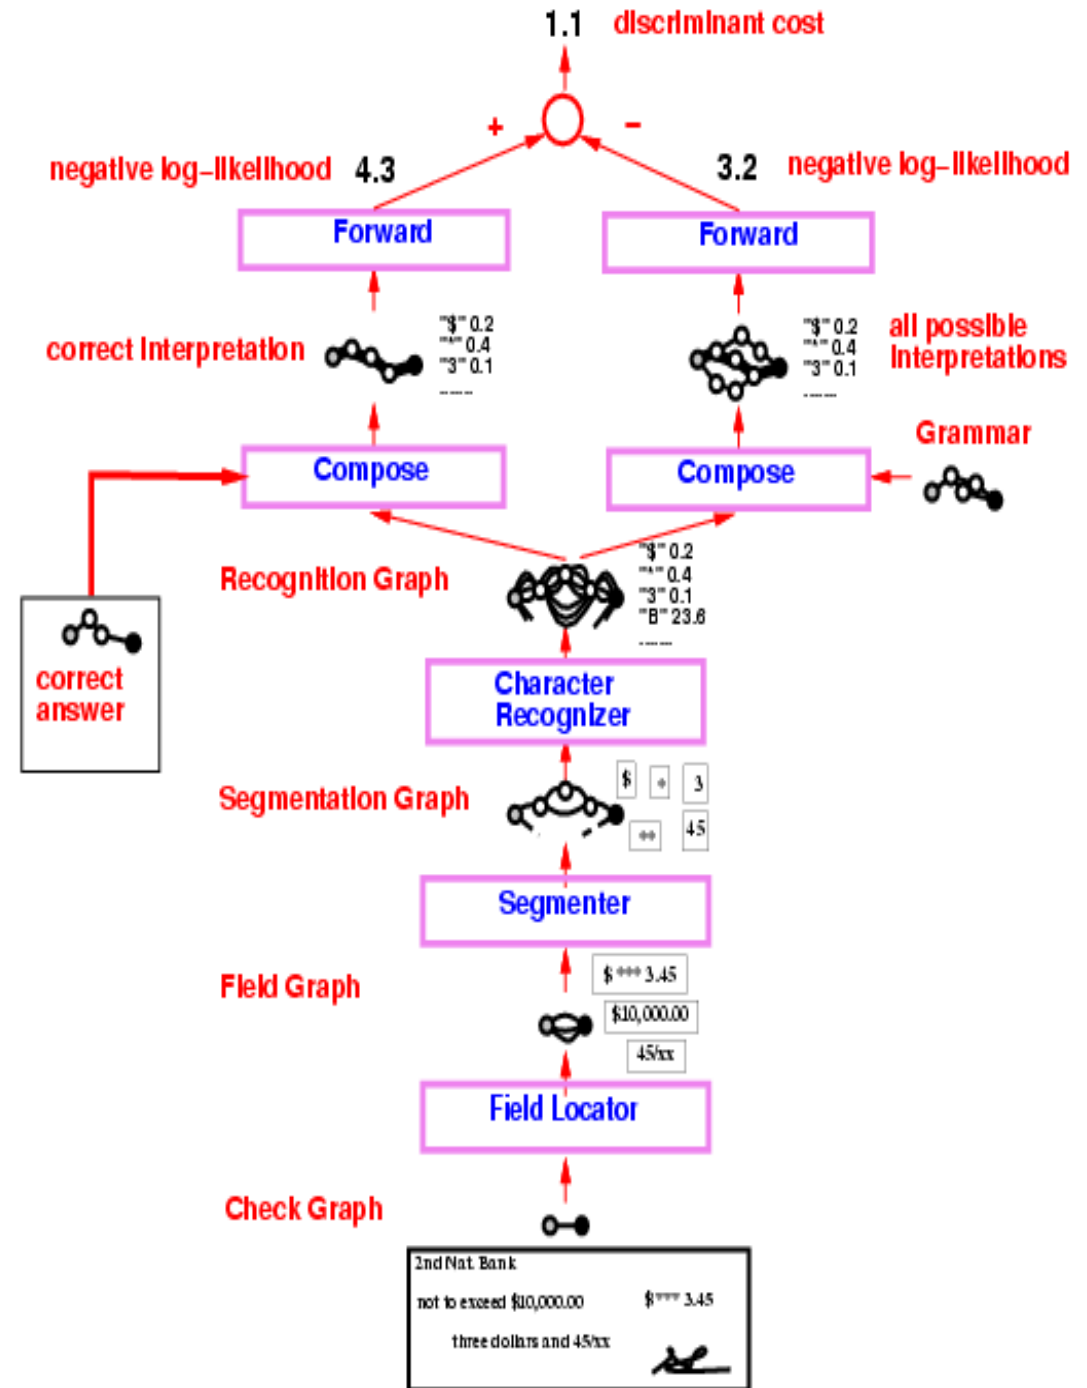 1.1 discriminant cost
+ −
negative log-likelihood 4.3
3.2 negative log-likelihood
Forward
Forward
correct Interpretation
"$" 0.2
"*" 0.4
"3" 0.1
-----
"$" 0.2
"*" 0.4
"3" 0.1
-----
all possible
Interpretations
Grammar
Compose
Compose
Recognition Graph
"$" 0.2
"*" 0.4
"3" 0.1
"B" 23.6
-----
correct
answer
Character
Recognizer
Segmentation Graph
$ * 3
** 45
Segmenter
Field Graph
$ *** 3.45
$10,000.00
45/xx
Field Locator
Check Graph
2nd Nat. Bank
not to exceed $10,000.00 $ *** 3.45
three dollars and 45/xx